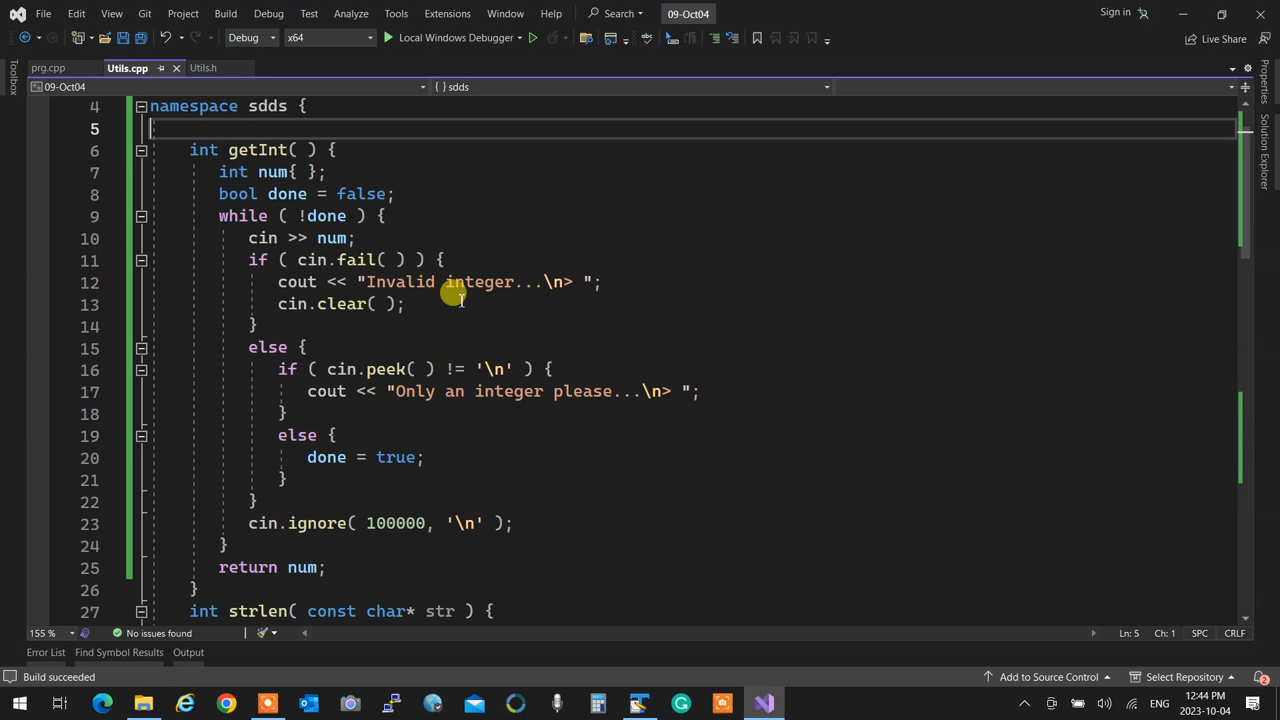 File Edit View Git Project Build Debug Test Analyze Tools Extensions Window Help Search 09-Oct04 Sign in
Debug x64 Local Windows Debugger Live Share
prg.cpp Utils.cpp Utils.h
09-Oct04 { } sdds
Toolbox
Properties
Solution Explorer
4 namespace sdds {
5
6 int getInt( ) {
7 int num{ };
8 bool done = false;
9 while ( !done ) {
10 cin >> num;
11 if ( cin.fail( ) ) {
12 cout << "Invalid integer...\n> ";
13 cin.clear( );
14 }
15 else {
16 if ( cin.peek( ) != '\n' ) {
17 cout << "Only an integer please...\n> ";
18 }
19 else {
20 done = true;
21 }
22 }
23 cin.ignore( 100000, '\n' );
24 }
25 return num;
26 }
27 int strlen( const char* str ) {
155 % No issues found Ln: 5 Ch: 1 SPC CRLF
Error List Find Symbol Results Output
Build succeeded Add to Source Control Select Repository 2
ENG 12:44 PM
2023-10-04